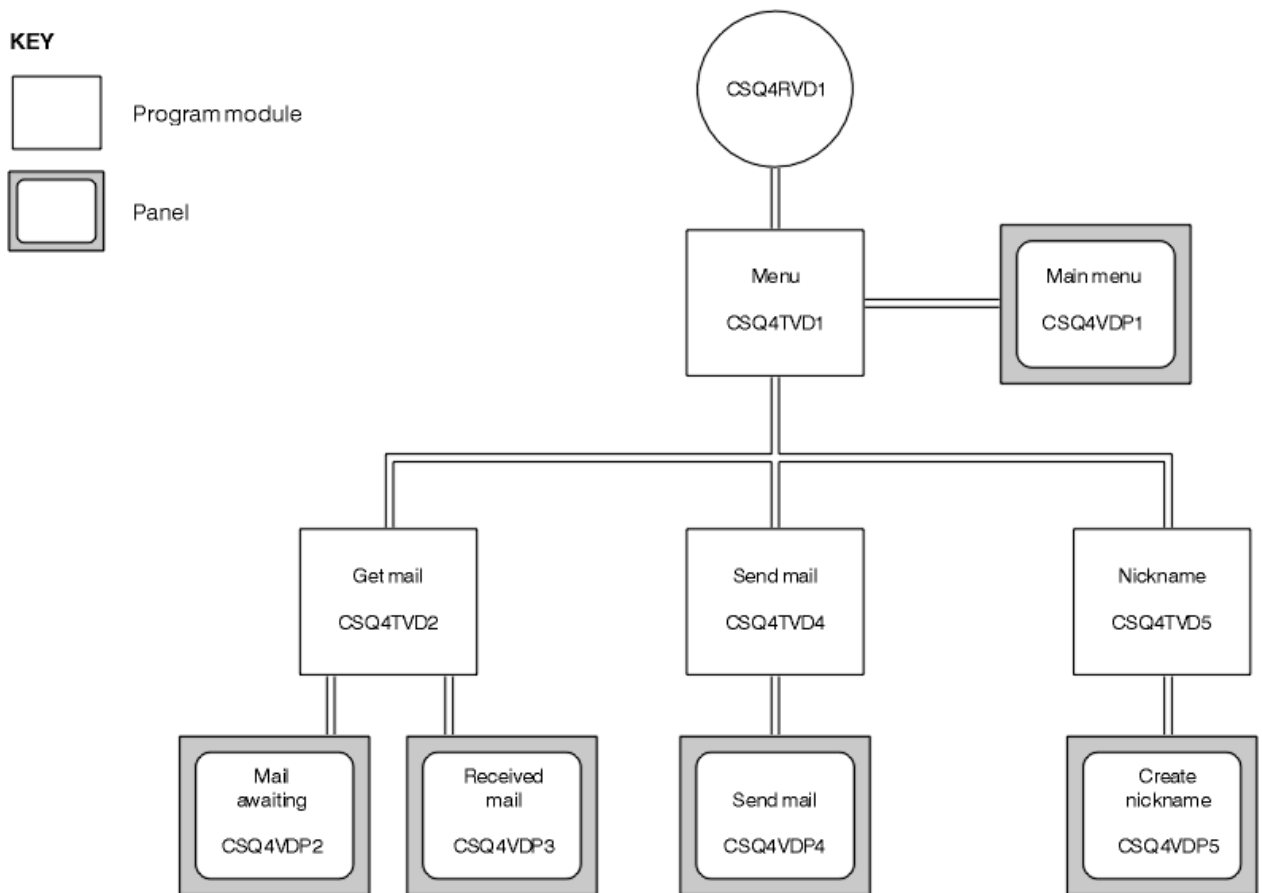 KEY
Program module
Panel
CSQ4RVD1
Menu
CSQ4TVD1
Main menu
CSQ4VDP1
Get mail
CSQ4TVD2
Send mail
CSQ4TVD4
Nickname
CSQ4TVD5
Mail
awaiting
CSQ4VDP2
Received
mail
CSQ4VDP3
Send mail
CSQ4VDP4
Create
nickname
CSQ4VDP5